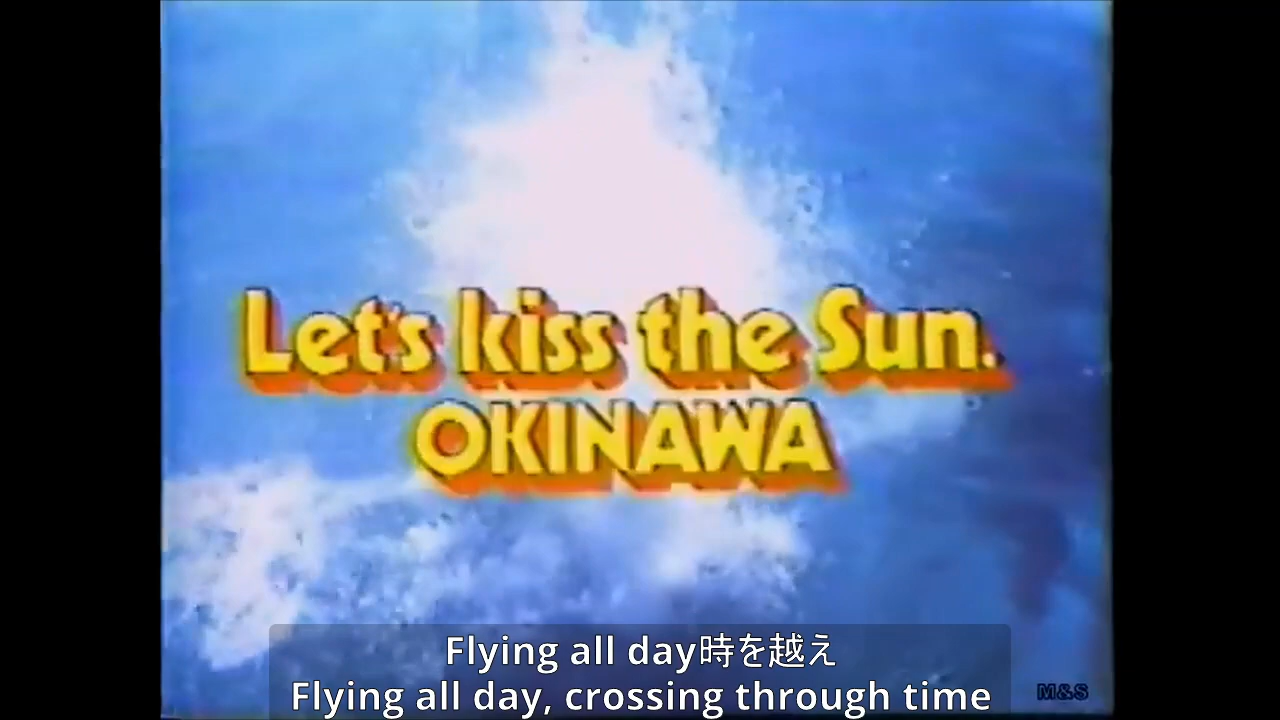 Let's kiss the Sun.
OKINAWA
Flying all day時を越え
Flying all day, crossing through time
M&S